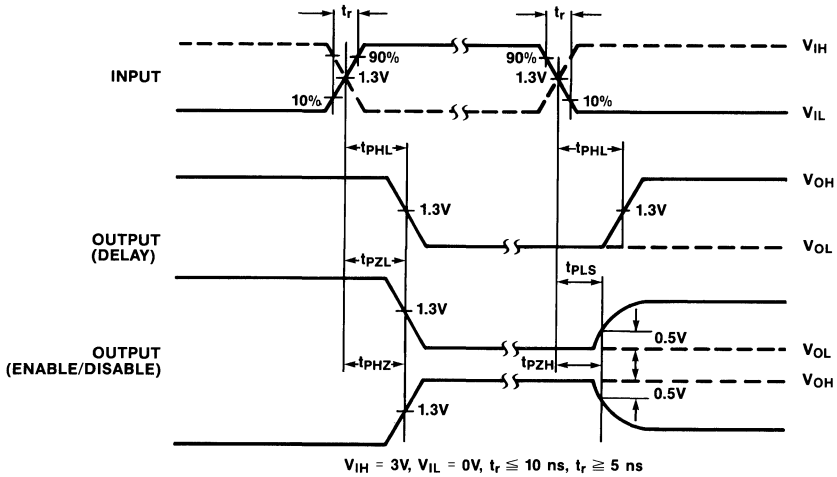 tr
tr
VIH
90%
90%
INPUT
1.3V
1.3V
10%
10%
VIL
tPHL
tPHL
VOH
1.3V
1.3V
OUTPUT
(DELAY)
VOL
tPZL
tPLS
1.3V
0.5V
OUTPUT
(ENABLE/DISABLE)
VOL
tPHZ
tPZH
VOH
0.5V
1.3V
VIH = 3V, VIL = 0V, tr ≦ 10 ns, tr ≧ 5 ns